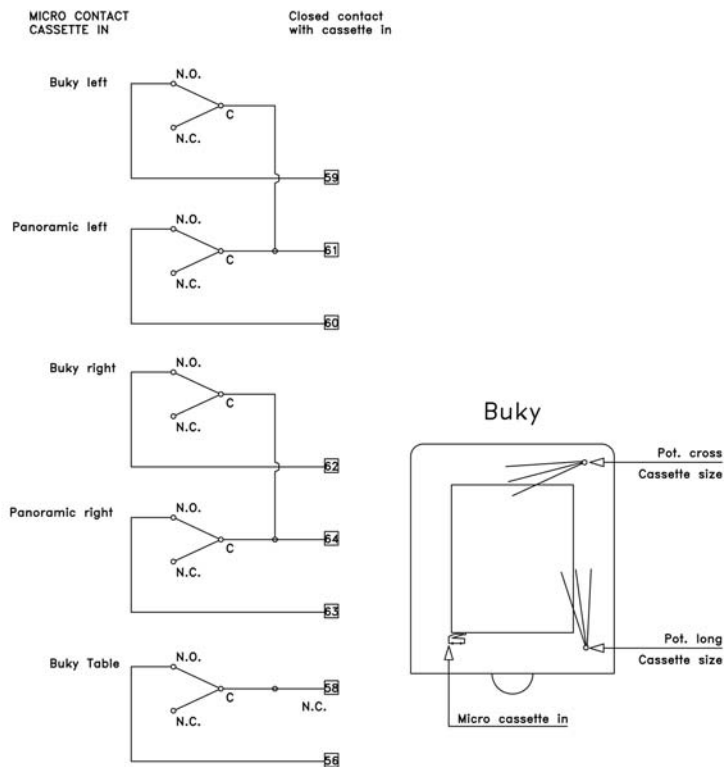 MICRO CONTACT
CASSETTE IN
Closed contact
with cassette in
Buky left
N.O.
C
N.C.
59
Panoramic left
N.O.
61
C
N.C.
60
Buky right
N.O.
C
N.C.
62
Panoramic right
N.O.
64
C
N.C.
63
Buky Table
N.O.
58
C
N.C.
N.C.
56
Buky
Pot. cross
Cassette size
Pot. long
Cassette size
Micro cassette in